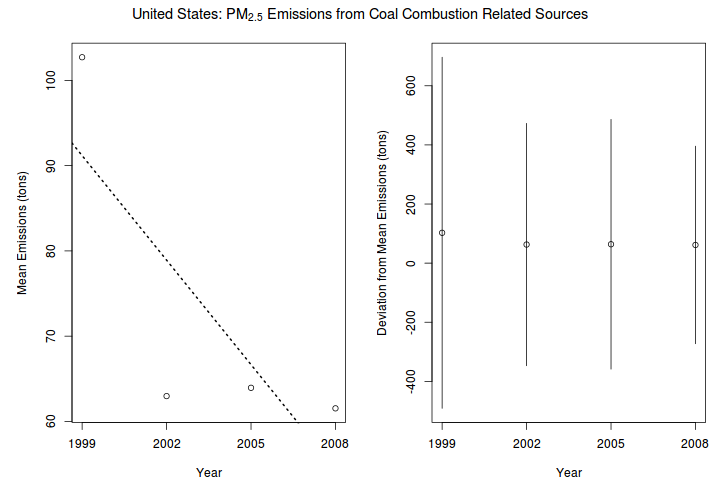 United States: PM2.5 Emissions from Coal Combustion Related Sources
Mean Emissions (tons)
100
90
80
70
60
1999 2002 2005 2008
Year
Deviation from Mean Emissions (tons)
600
400
200
0
-200
-400
1999 2002 2005 2008
Year